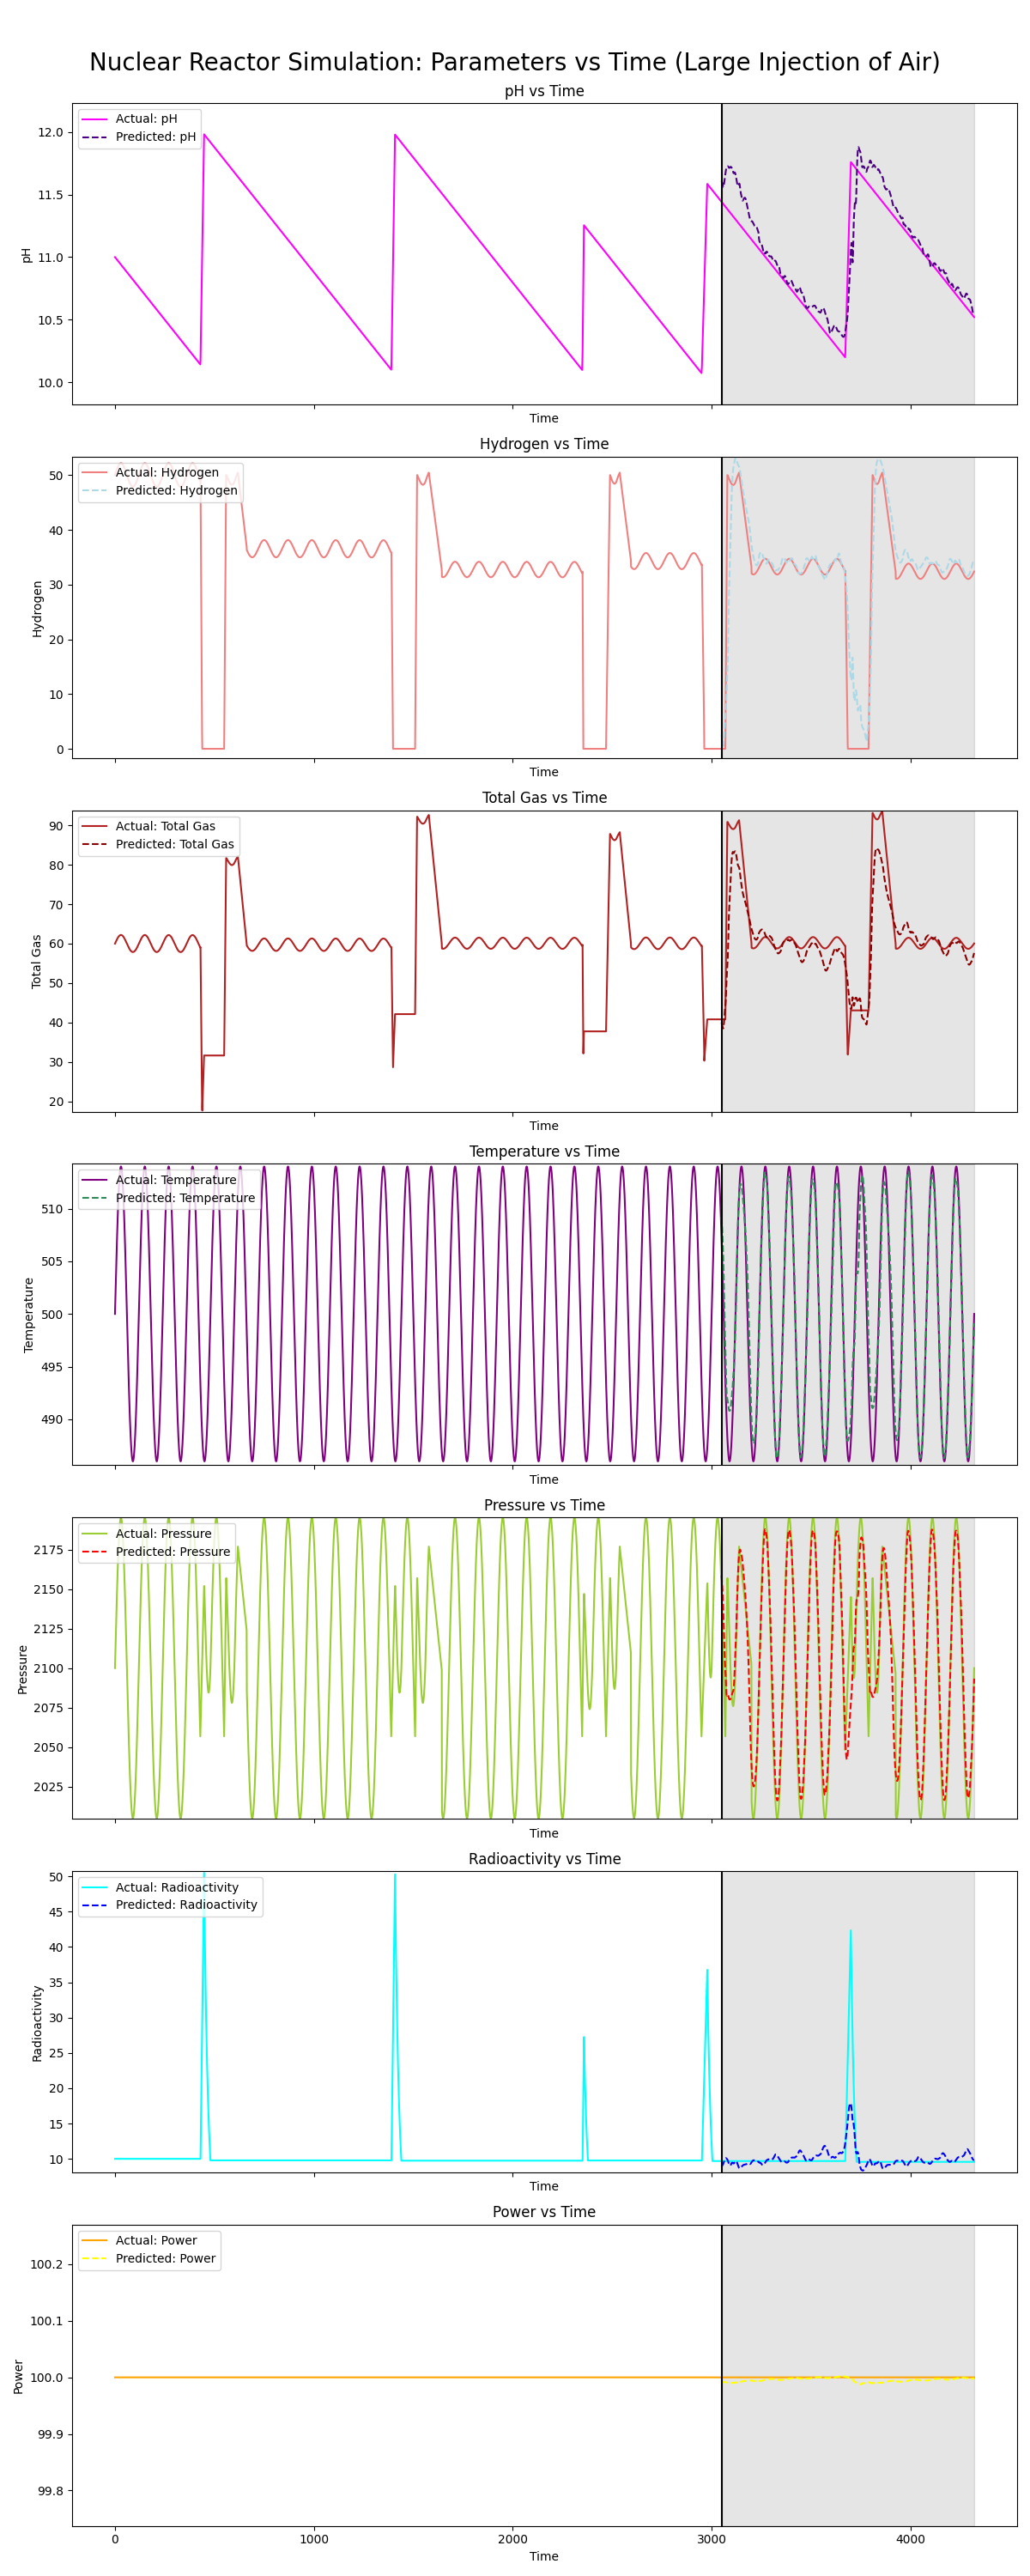 Nuclear Reactor Simulation: Parameters vs Time (Large Injection of Air)
pH vs Time
Actual: pH
Predicted: pH
12.0
11.5
11.0
10.5
10.0
pH
Time
Hydrogen vs Time
Actual: Hydrogen
Predicted: Hydrogen
50
40
30
20
10
0
Hydrogen
Time
Total Gas vs Time
Actual: Total Gas
Predicted: Total Gas
90
80
70
60
50
40
30
20
Total Gas
Time
Temperature vs Time
Actual: Temperature
Predicted: Temperature
510
505
500
495
490
Temperature
Time
Pressure vs Time
Actual: Pressure
Predicted: Pressure
2175
2150
2125
2100
2075
2050
2025
Pressure
Time
Radioactivity vs Time
Actual: Radioactivity
Predicted: Radioactivity
50
45
40
35
30
25
20
15
10
Radioactivity
Time
Power vs Time
Actual: Power
Predicted: Power
100.2
100.1
100.0
99.9
99.8
Power
0 1000 2000 3000 4000
Time